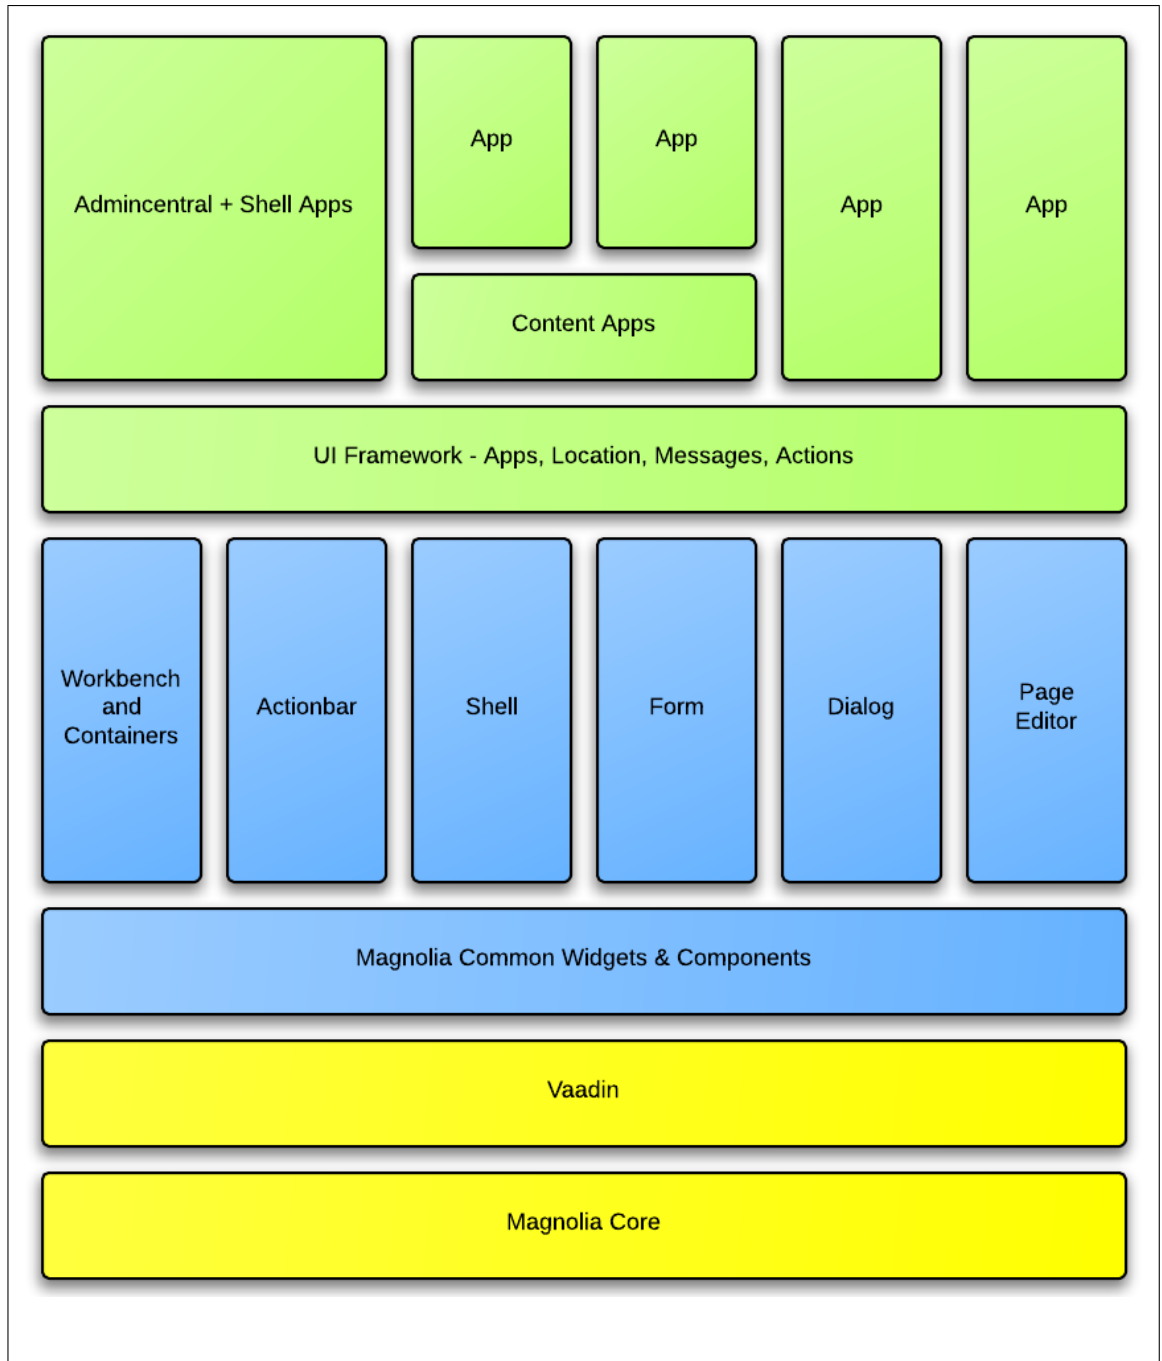 App
App
Admincentral + Shell Apps
App
App
Content Apps
UI Framework - Apps, Location, Messages, Actions
Workbench
and
Containers
Actionbar
Shell
Form
Dialog
Page
Editor
Magnolia Common Widgets & Components
Vaadin
Magnolia Core